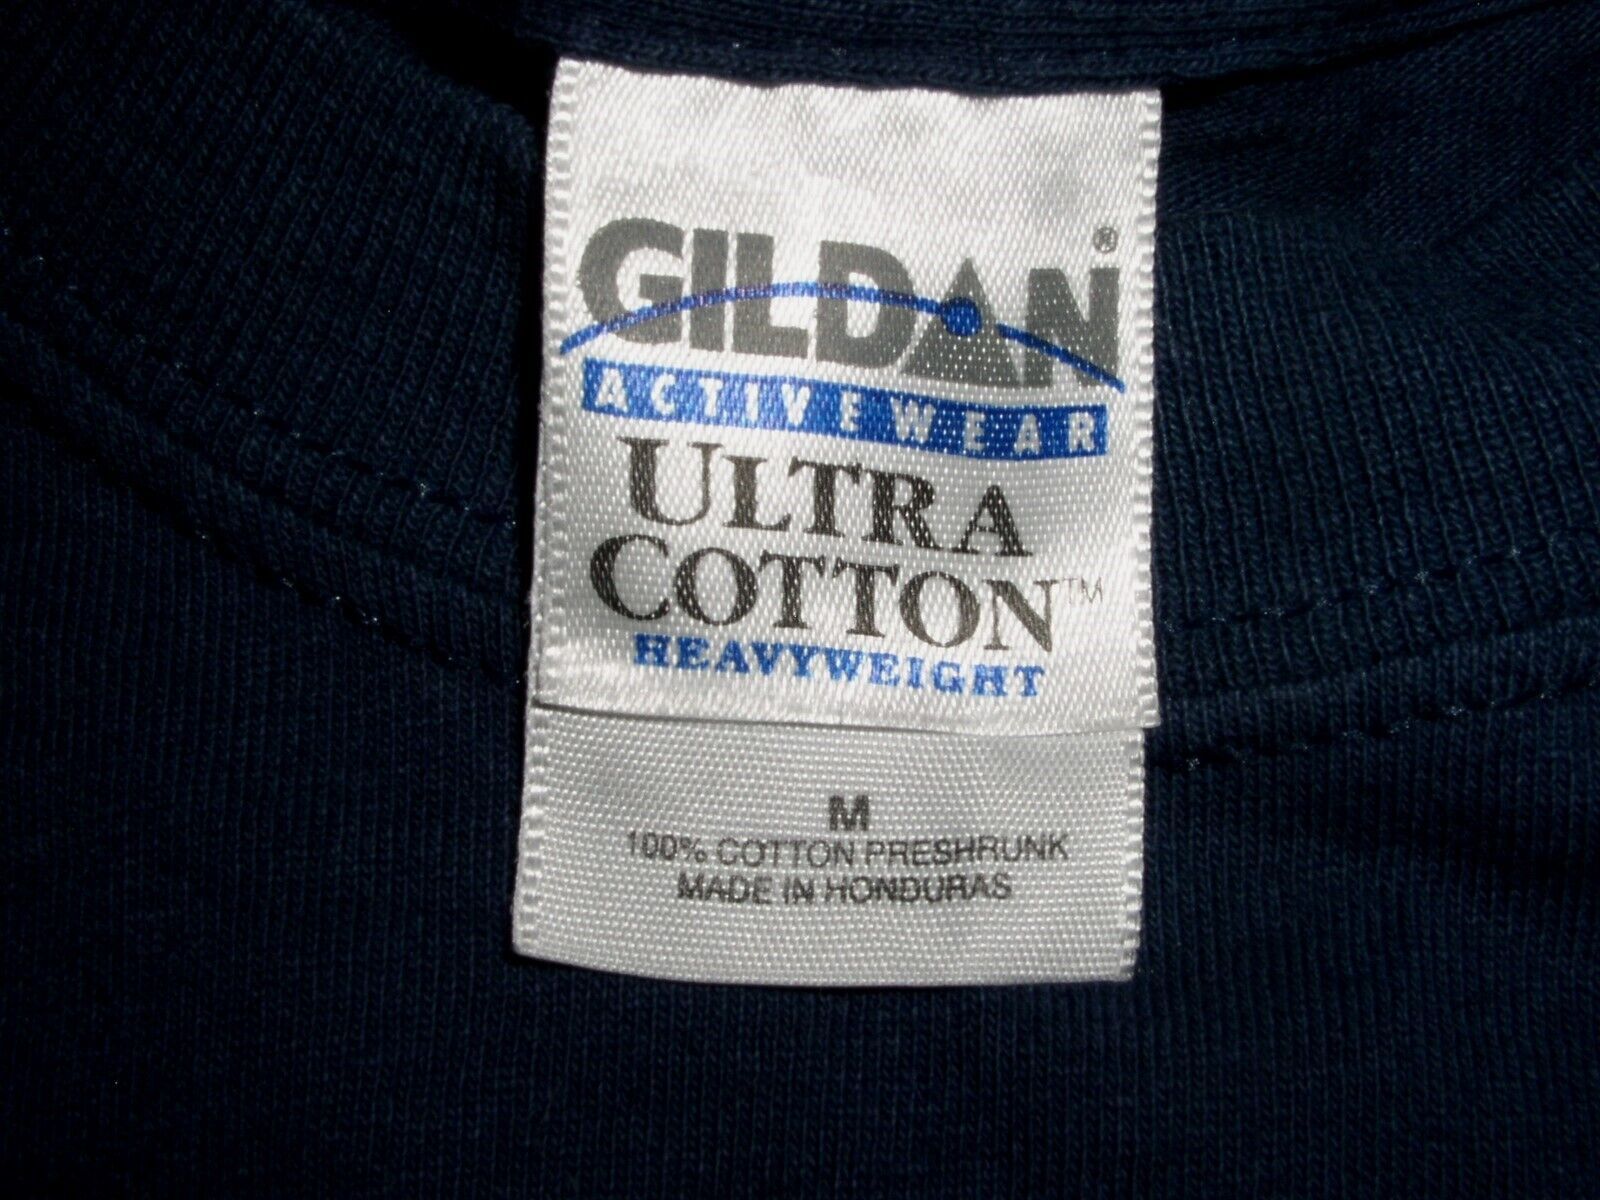 GILDAN®
ACTIVEWEAR
ULTRA
COTTON™
HEAVYWEIGHT
M
100% COTTON PRESHRUNK
MADE IN HONDURAS